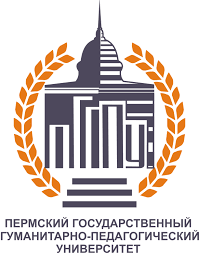 ПГГПУ
ПЕРМСКИЙ ГОСУДАРСТВЕННЫЙ
ГУМАНИТАРНО-ПЕДАГОГИЧЕСКИЙ
УНИВЕРСИТЕТ